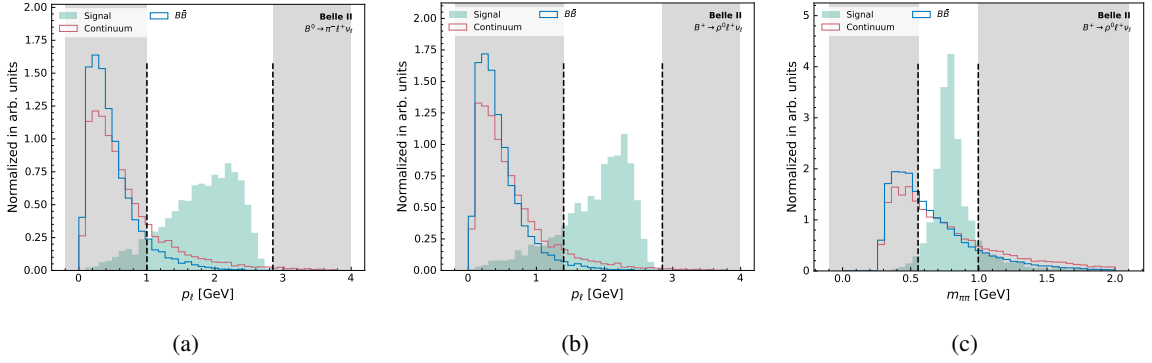 Signal
Continuum
BB̄
Belle II
B⁰→π⁻ℓ⁺νℓ
Normalized in arb. units
2.00
1.75
1.50
1.25
1.00
0.75
0.50
0.25
0.00
0 1 2 3 4
pℓ [GeV]
(a)
Signal
Continuum
BB̄
Belle II
B⁺→ρ⁰ℓ⁺νℓ
Normalized in arb. units
2.00
1.75
1.50
1.25
1.00
0.75
0.50
0.25
0.00
0 1 2 3 4
pℓ [GeV]
(b)
Signal
Continuum
BB̄
Belle II
B⁺→ρ⁰ℓ⁺νℓ
Normalized in arb. units
5
4
3
2
1
0
0.0 0.5 1.0 1.5 2.0
mππ [GeV]
(c)